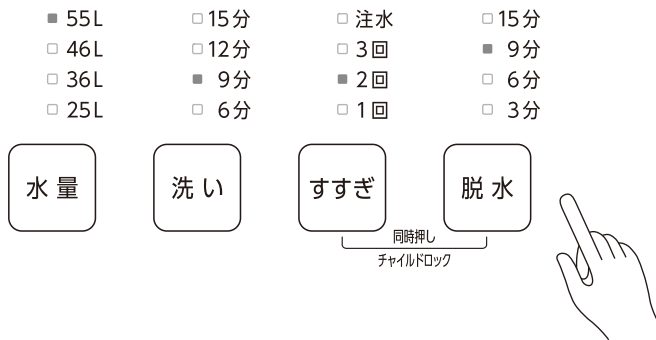 55L 15分 注水 15分
46L 12分 3回 9分
36L 9分 2回 6分
25L 6分 1回 3分
水量 洗い すすぎ 脱水
同時押し
チャイルドロック